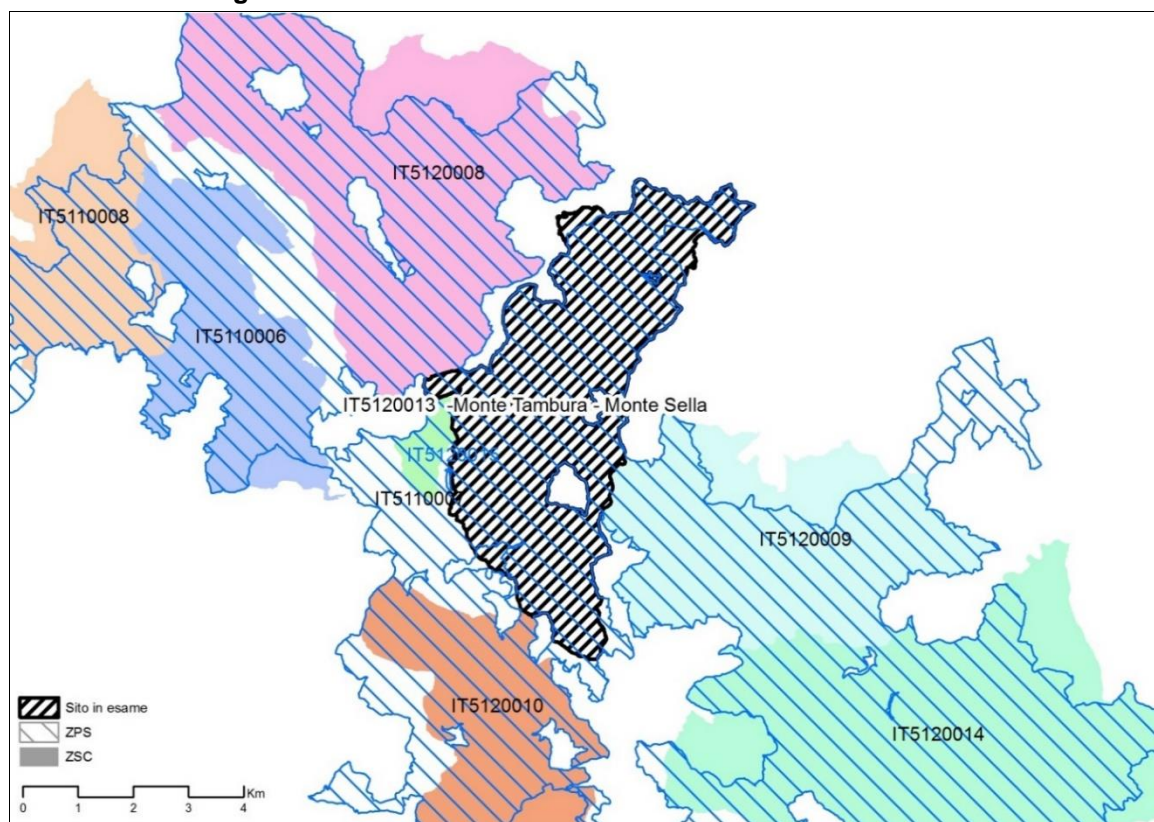 IT5120008
IT5110008
IT5110006
IT5120013 -Monte Tambura - Monte Sella
IT5120009
IT5120010
IT5120014
Sito in esame
ZPS
ZSC
Km
0 1 2 3 4